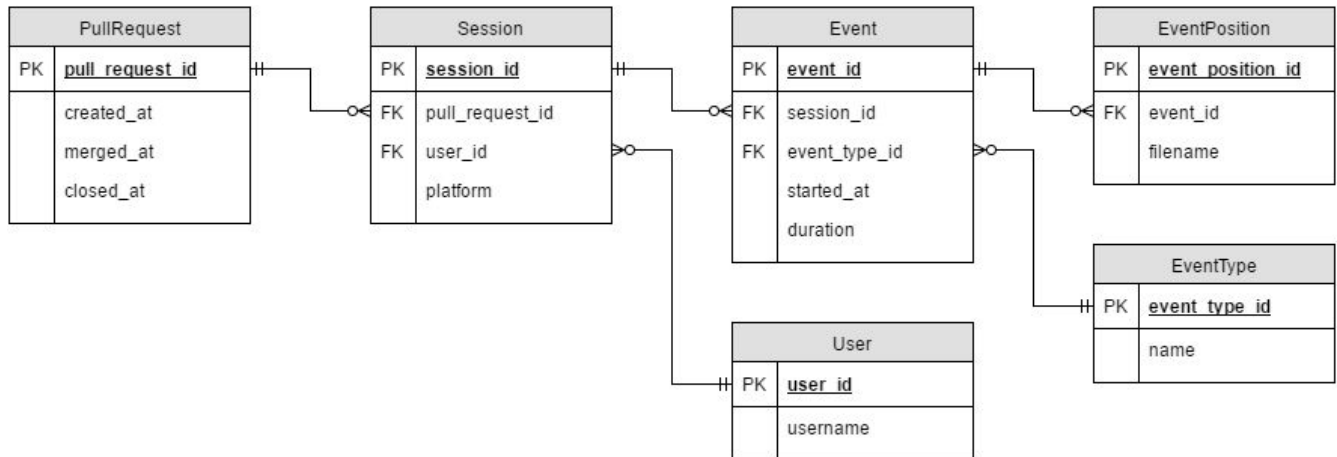 PullRequest
PK pull_request_id
created_at
merged_at
closed_at
Session
PK session_id
FK pull_request_id
FK user_id
platform
Event
PK event_id
FK session_id
FK event_type_id
started_at
duration
EventPosition
PK event_position_id
FK event_id
filename
EventType
PK event_type_id
name
User
PK user_id
username